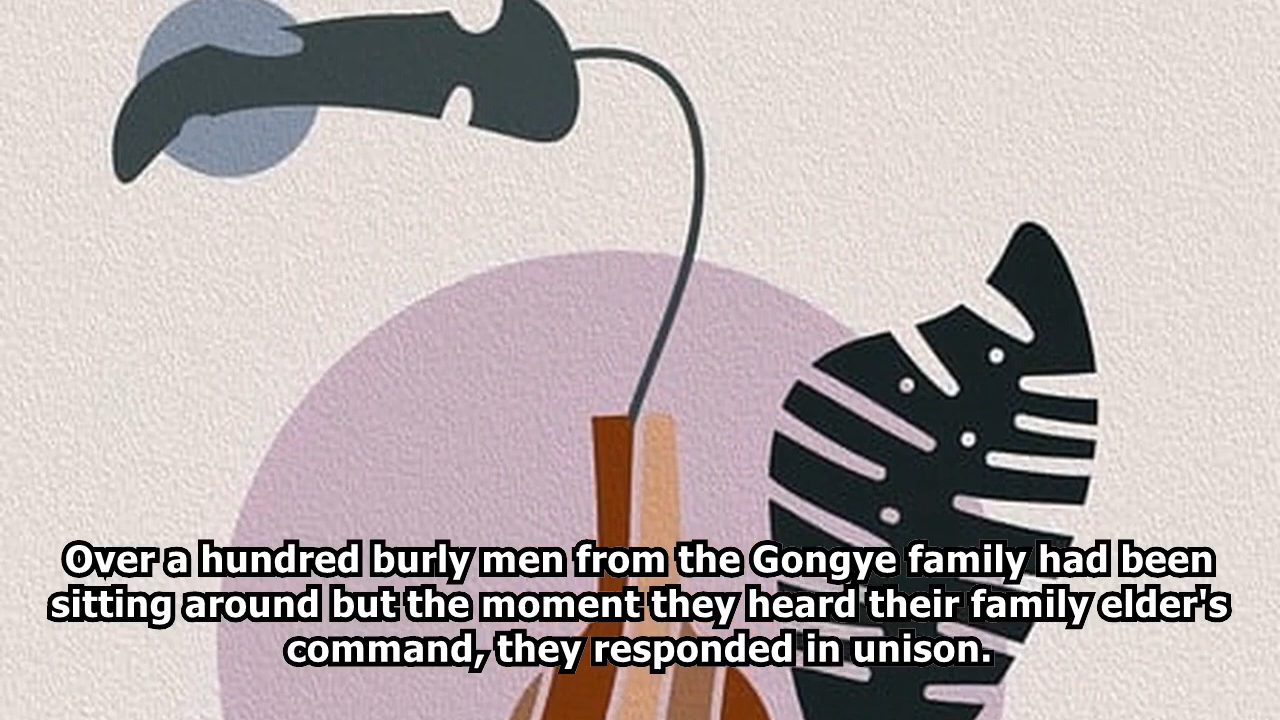 Over a hundred burly men from the Gongye family had been
sitting around but the moment they heard their family elder's
command, they responded in unison.